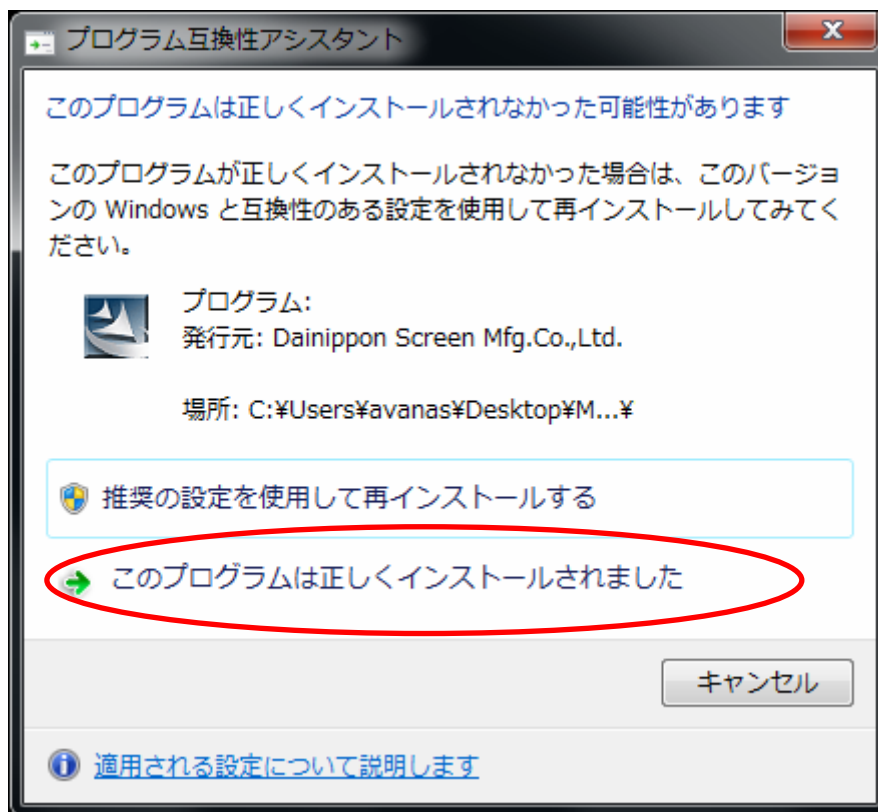 プログラム互換性アシスタント
このプログラムは正しくインストールされなかった可能性があります
このプログラムが正しくインストールされなかった場合は、このバージョ
ンの Windows と互換性のある設定を使用して再インストールしてみてく
ださい。
プログラム:
発行元: Dainippon Screen Mfg.Co.,Ltd.
場所: C:¥Users¥avanas¥Desktop¥M...¥
推奨の設定を使用して再インストールする
このプログラムは正しくインストールされました
キャンセル
適用される設定について説明します